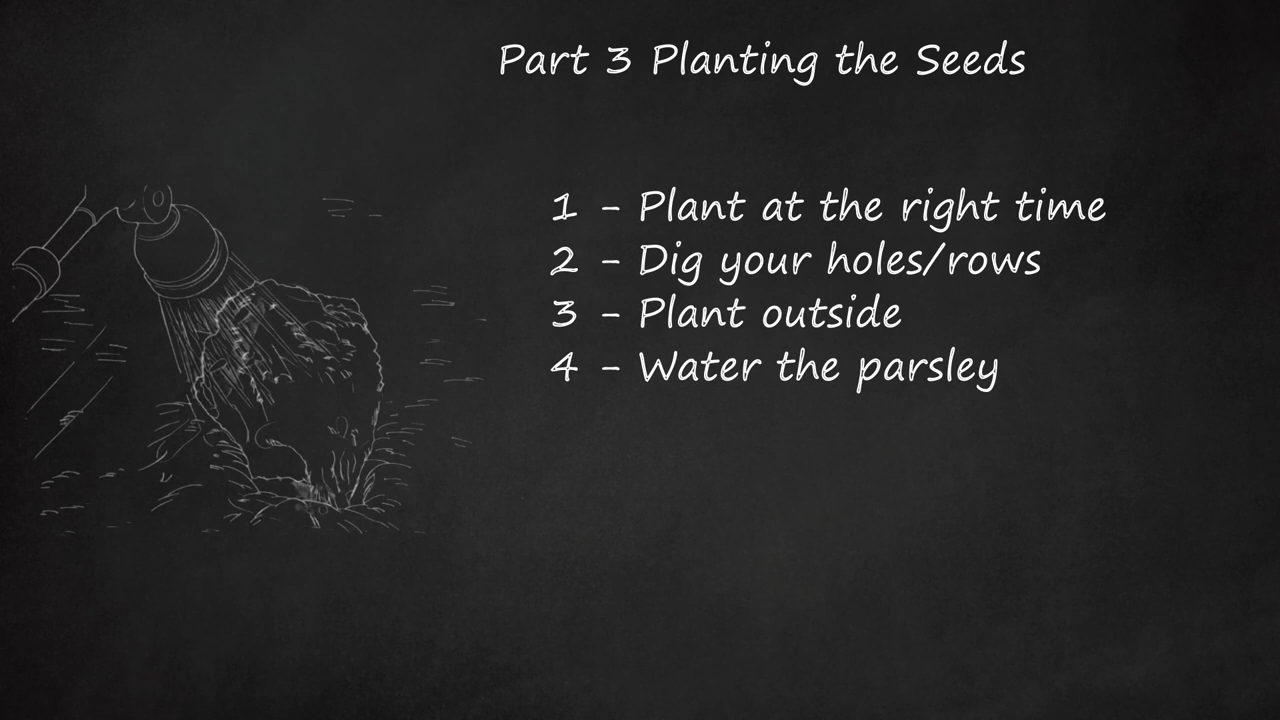 Part 3 Planting the Seeds
1 - Plant at the right time
2 - Dig your holes/rows
3 - Plant outside
4 - Water the parsley